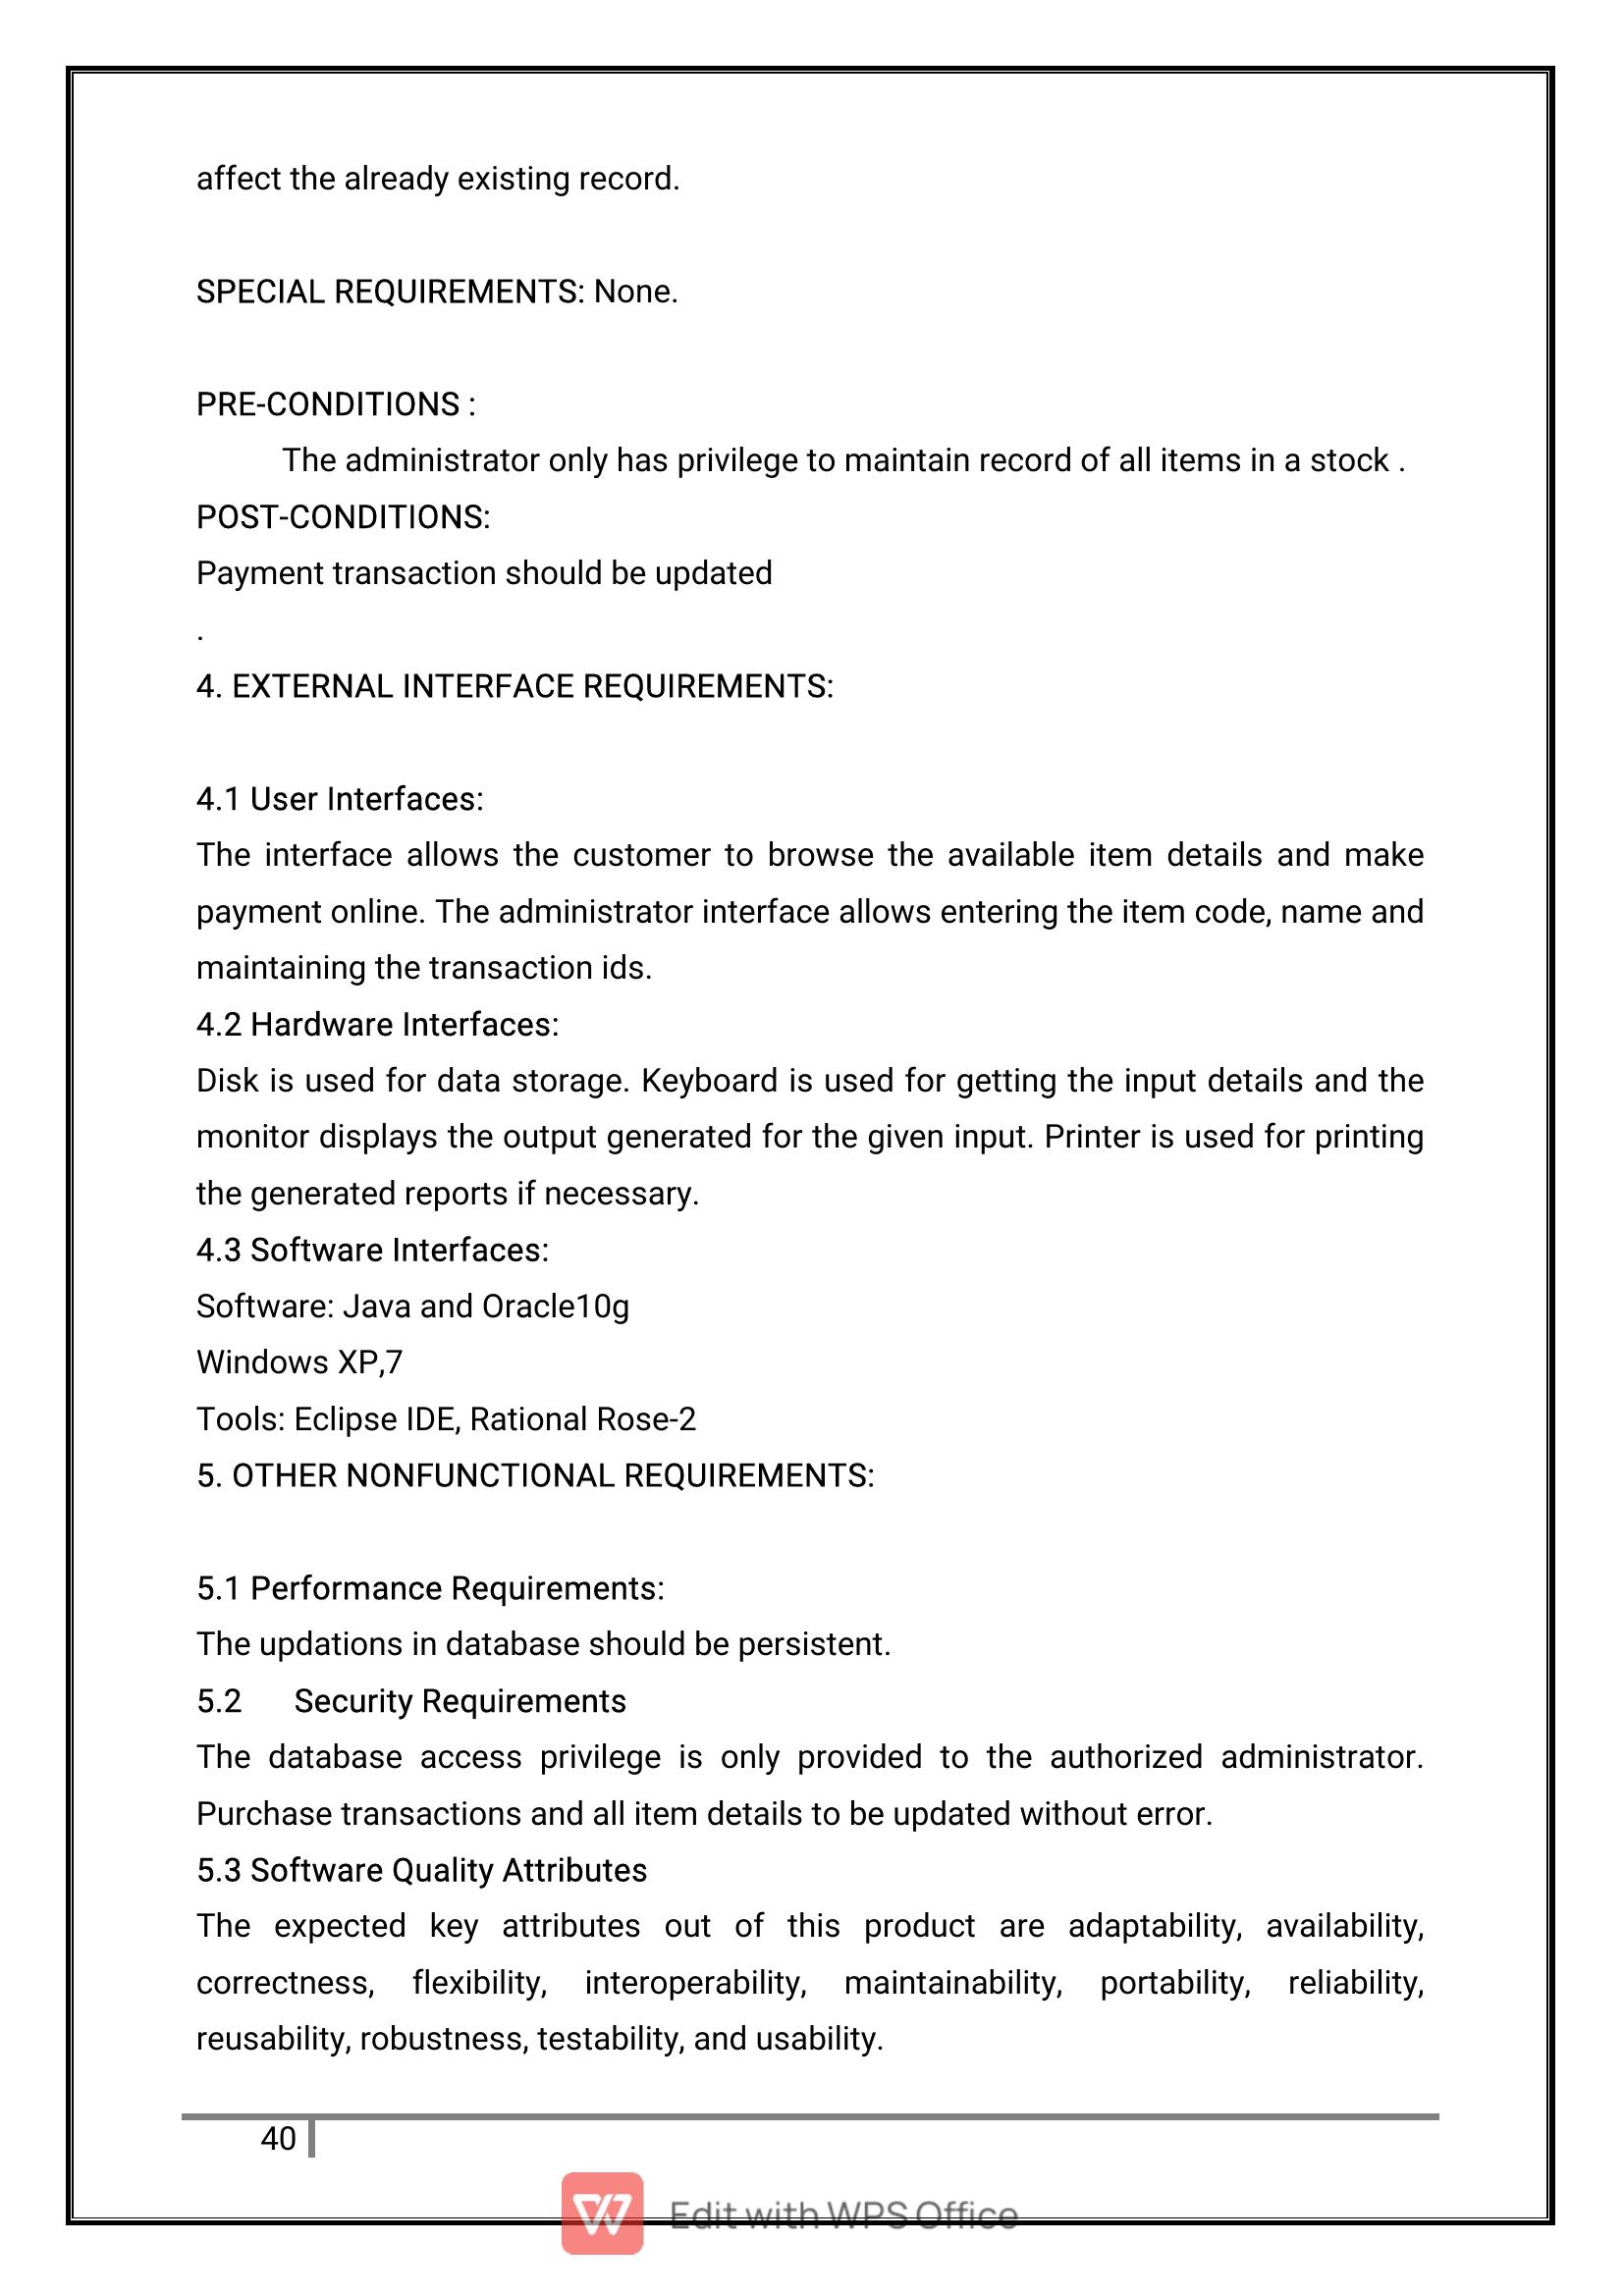 affect the already existing record.
SPECIAL REQUIREMENTS: None.
PRE-CONDITIONS :
The administrator only has privilege to maintain record of all items in a stock .
POST-CONDITIONS:
Payment transaction should be updated
.
4. EXTERNAL INTERFACE REQUIREMENTS:
4.1 User Interfaces:
The interface allows the customer to browse the available item details and make
payment online. The administrator interface allows entering the item code, name and
maintaining the transaction ids.
4.2 Hardware Interfaces:
Disk is used for data storage. Keyboard is used for getting the input details and the
monitor displays the output generated for the given input. Printer is used for printing
the generated reports if necessary.
4.3 Software Interfaces:
Software: Java and Oracle10g
Windows XP,7
Tools: Eclipse IDE, Rational Rose-2
5. OTHER NONFUNCTIONAL REQUIREMENTS:
5.1 Performance Requirements:
The updations in database should be persistent.
5.2 Security Requirements
The database access privilege is only provided to the authorized administrator.
Purchase transactions and all item details to be updated without error.
5.3 Software Quality Attributes
The expected key attributes out of this product are adaptability, availability,
correctness, flexibility, interoperability, maintainability, portability, reliability,
reusability, robustness, testability, and usability.
40
Edit with WPS Office